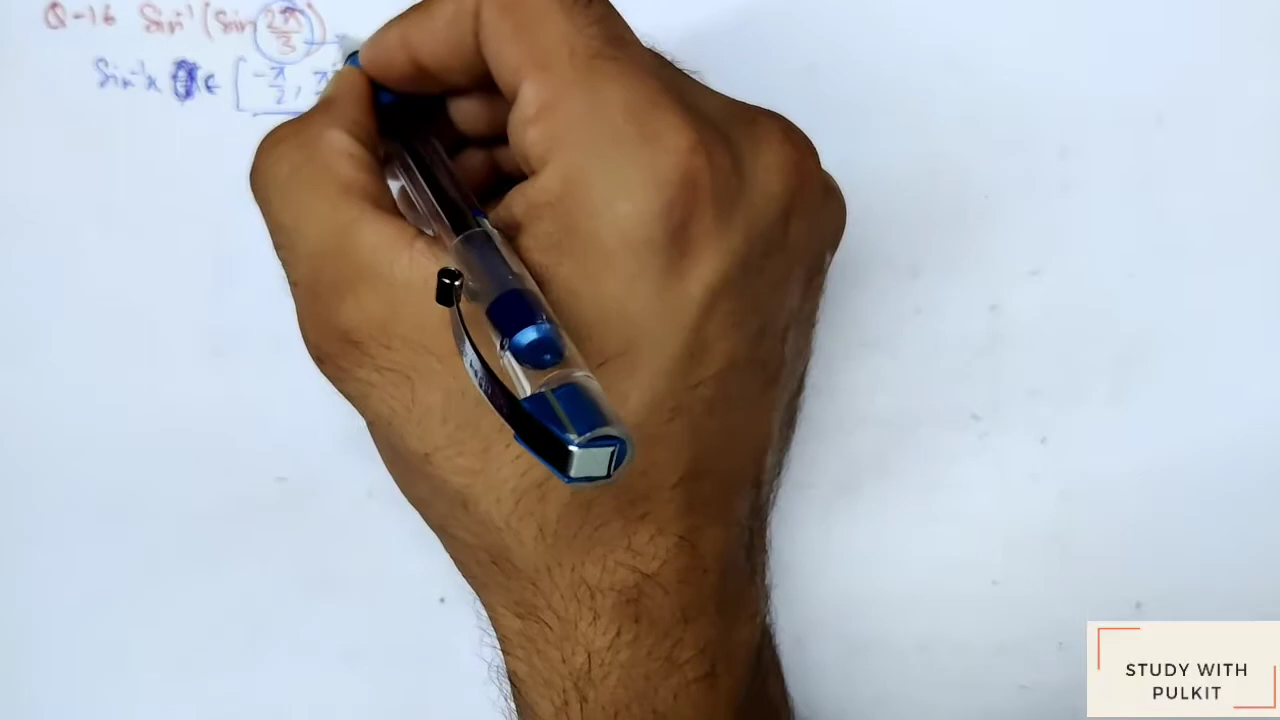 Q-16 Sin⁻¹(Sin 2π/3)
Sin⁻¹x ∈ [-π/2, π
STUDY WITH
PULKIT